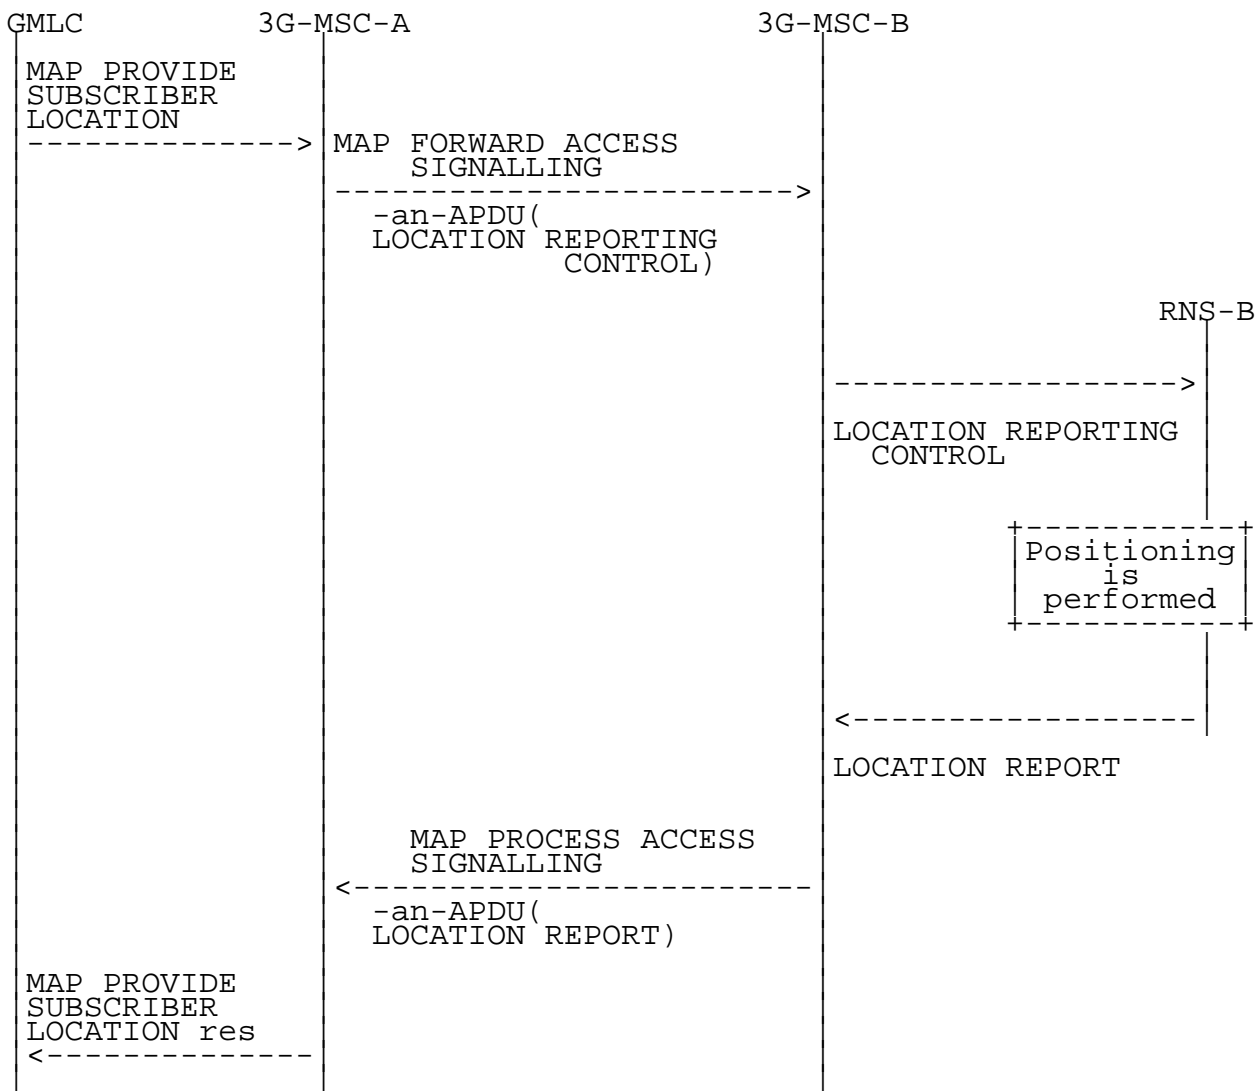 GMLC 3G-MSC-A 3G-MSC-B
MAP PROVIDE
SUBSCRIBER
LOCATION
MAP FORWARD ACCESS
SIGNALLING
-an-APDU(
LOCATION REPORTING
CONTROL)
RNS-B
LOCATION REPORTING
CONTROL
Positioning
is
performed
LOCATION REPORT
MAP PROCESS ACCESS
SIGNALLING
-an-APDU(
LOCATION REPORT)
MAP PROVIDE
SUBSCRIBER
LOCATION res